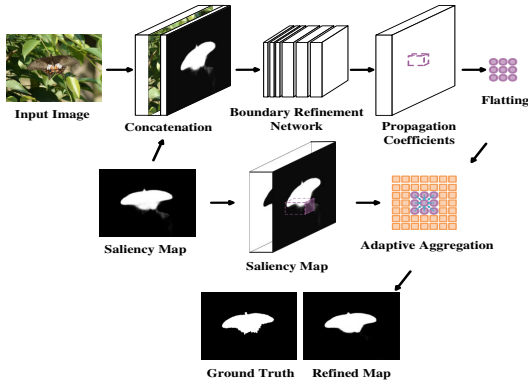 Input Image
Concatenation
Boundary Refinement
Network
Propagation
Coefficients
Flatting
Saliency Map
Saliency Map
Adaptive Aggregation
Ground Truth
Refined Map